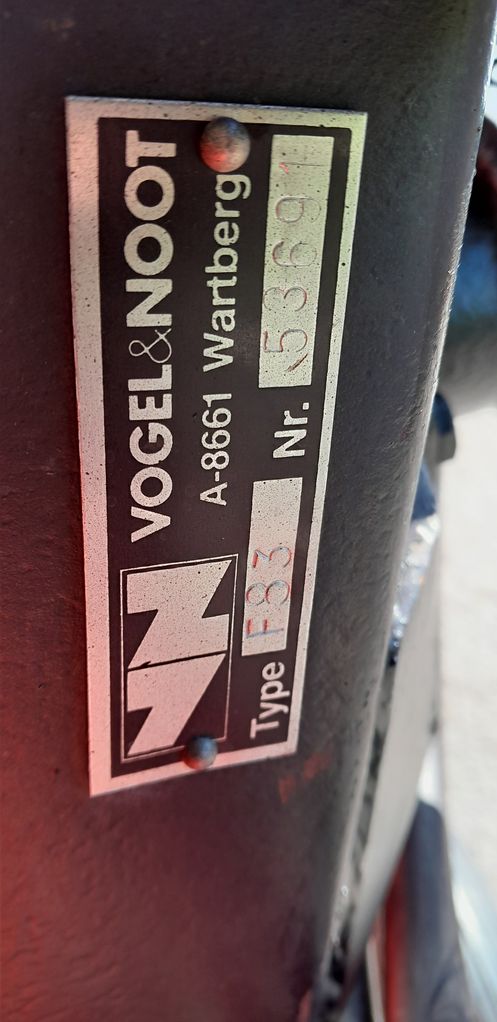 VOGEL&NOOT
A-8661 Wartberg
Type F83 Nr. 53691